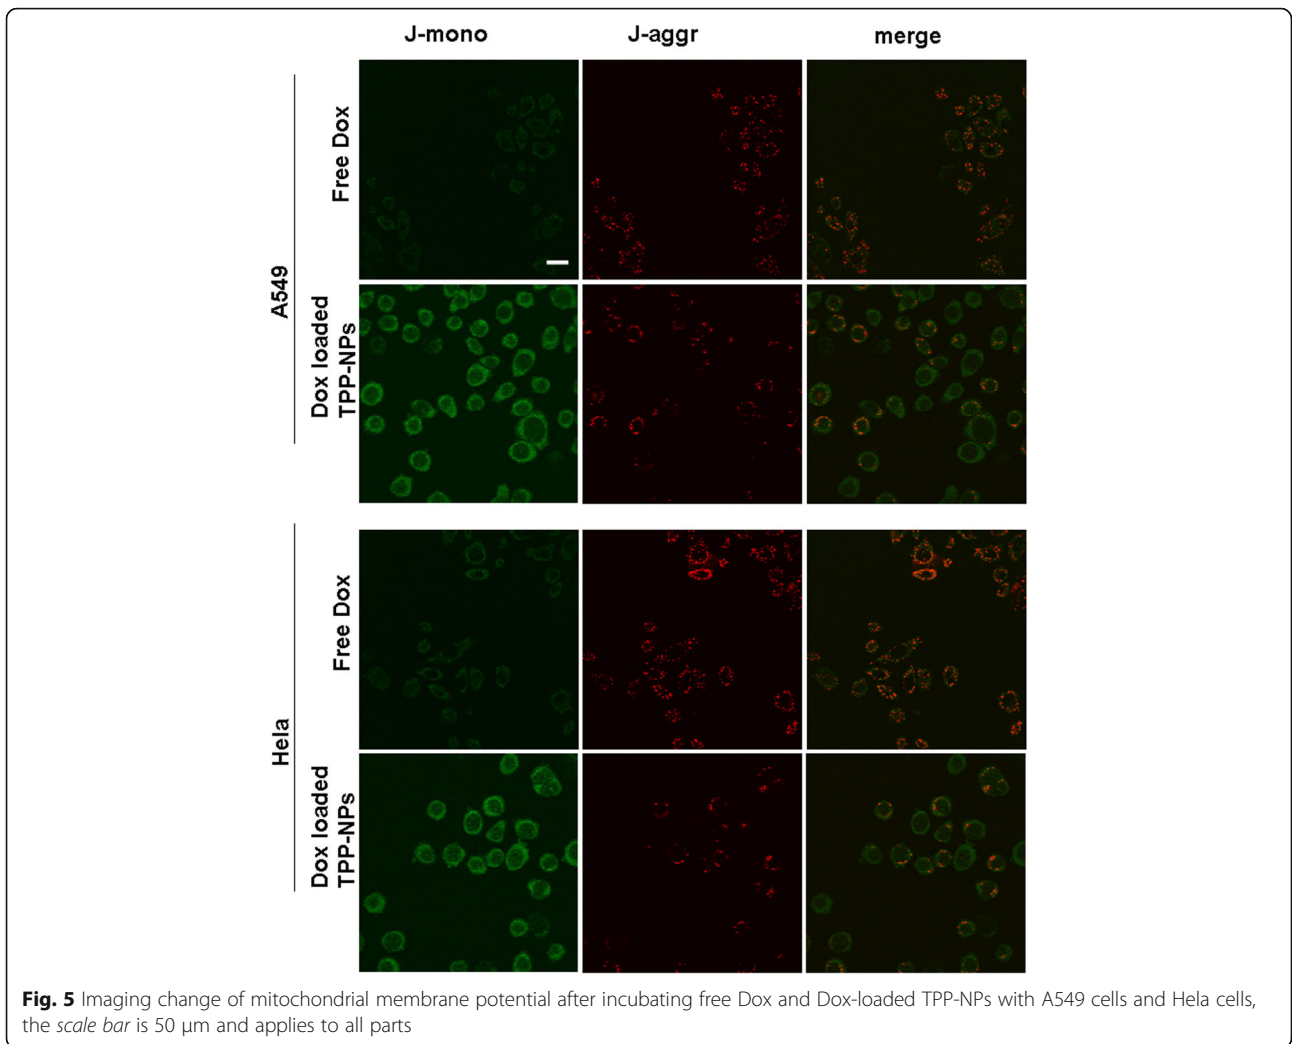 J-mono J-aggr merge
A549
Free Dox
Dox loaded
TPP-NPs
Hela
Free Dox
Dox loaded
TPP-NPs
Fig. 5 Imaging change of mitochondrial membrane potential after incubating free Dox and Dox-loaded TPP-NPs with A549 cells and Hela cells,
the scale bar is 50 μm and applies to all parts